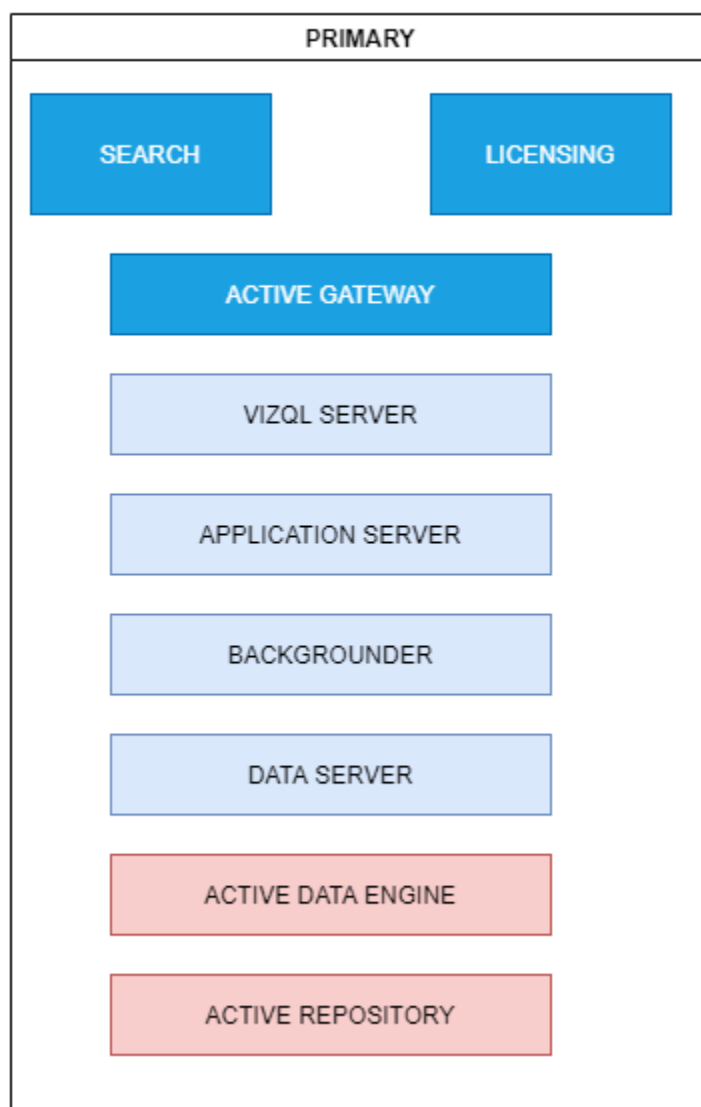 PRIMARY
SEARCH
LICENSING
ACTIVE GATEWAY
VIZQL SERVER
APPLICATION SERVER
BACKGROUNDER
DATA SERVER
ACTIVE DATA ENGINE
ACTIVE REPOSITORY